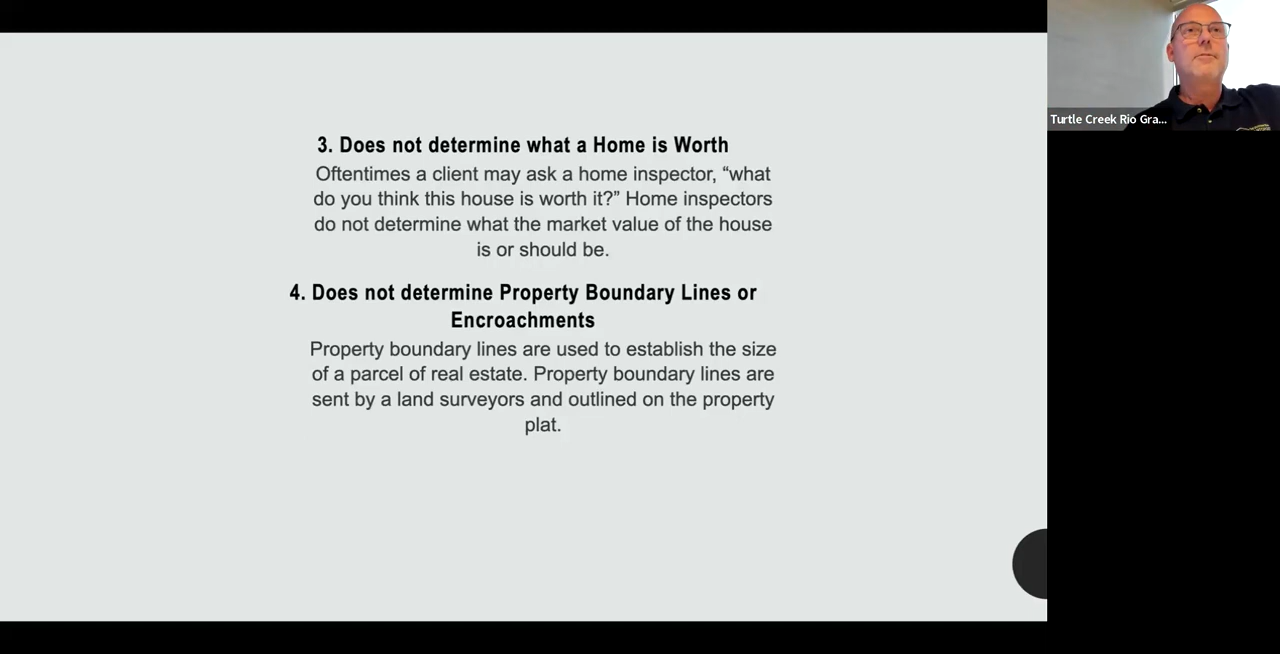 3. Does not determine what a Home is Worth
Oftentimes a client may ask a home inspector, “what
do you think this house is worth it?” Home inspectors
do not determine what the market value of the house
is or should be.
4. Does not determine Property Boundary Lines or
Encroachments
Property boundary lines are used to establish the size
of a parcel of real estate. Property boundary lines are
sent by a land surveyors and outlined on the property
plat.
Turtle Creek Rio Gra...